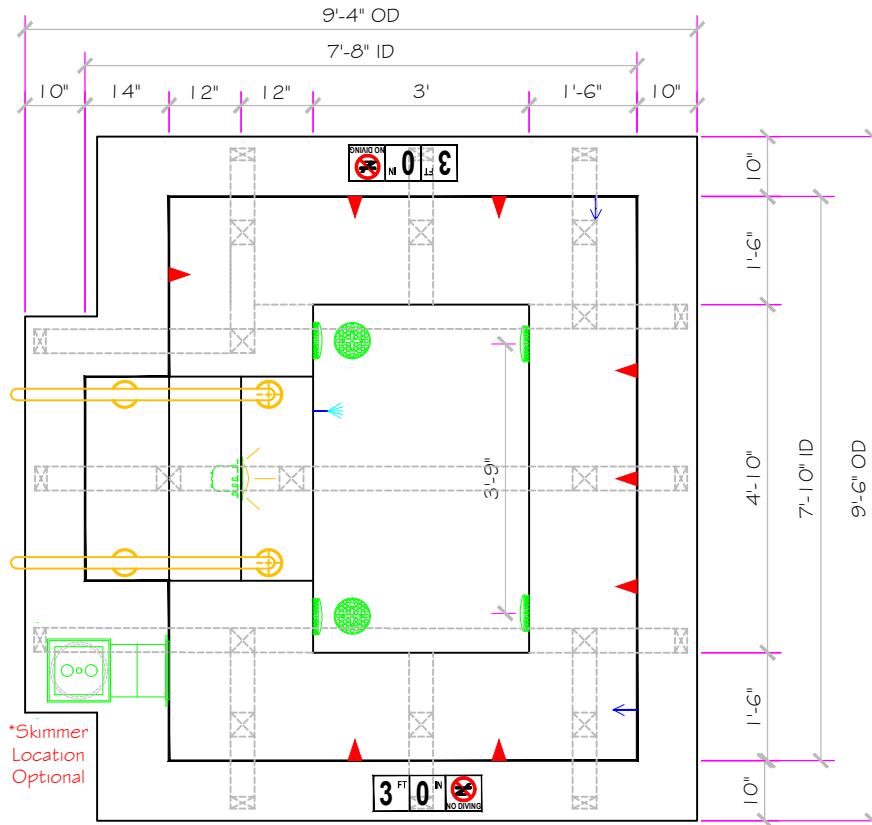 9'-4" OD
7'-8" ID
10"
14"
12"
12"
3'
1'-6"
10"
NO DIVING
IN 0
FT 3
10"
1'-6"
4'-10"
7'-10" ID
9'-6" OD
3'-9"
1'-6"
10"
*Skimmer
Location
Optional
3 FT 0 IN
NO DIVING